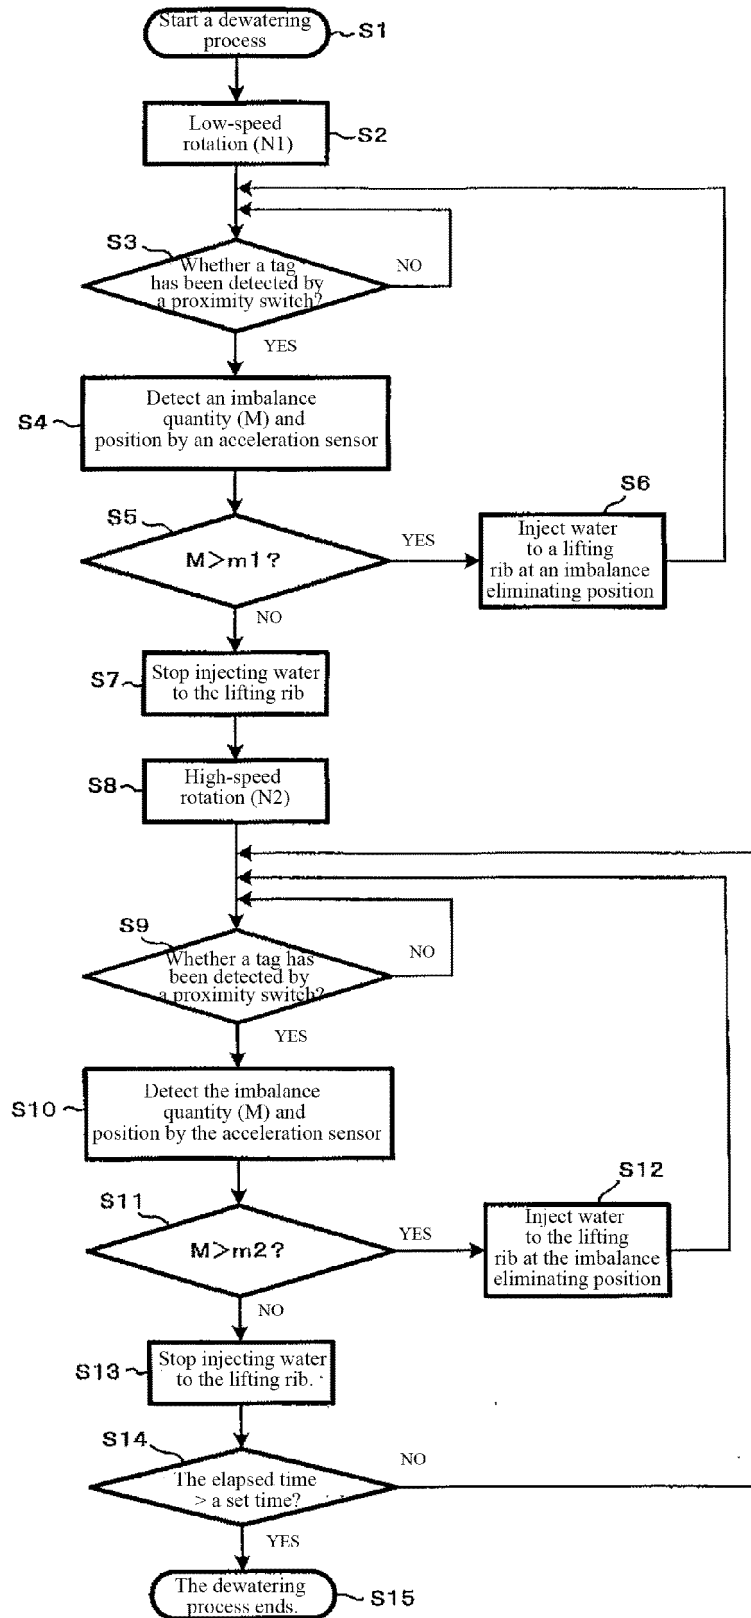 Start a dewatering
process
S1
Low-speed
rotation (N1)
S2
S3
Whether a tag
has been detected by
a proximity switch?
NO
YES
S4
Detect an imbalance
quantity (M) and
position by an acceleration sensor
S5
M>m1?
YES
S6
Inject water
to a lifting
rib at an imbalance
eliminating position
NO
S7
Stop injecting water
to the lifting rib
S8
High-speed
rotation (N2)
S9
Whether a tag has
been detected by
a proximity switch?
NO
YES
S10
Detect the imbalance
quantity (M) and
position by the acceleration sensor
S11
M>m2?
YES
S12
Inject water
to the lifting
rib at the imbalance
eliminating position
NO
S13
Stop injecting water
to the lifting rib.
S14
The elapsed time
> a set time?
NO
YES
The dewatering
process ends.
S15